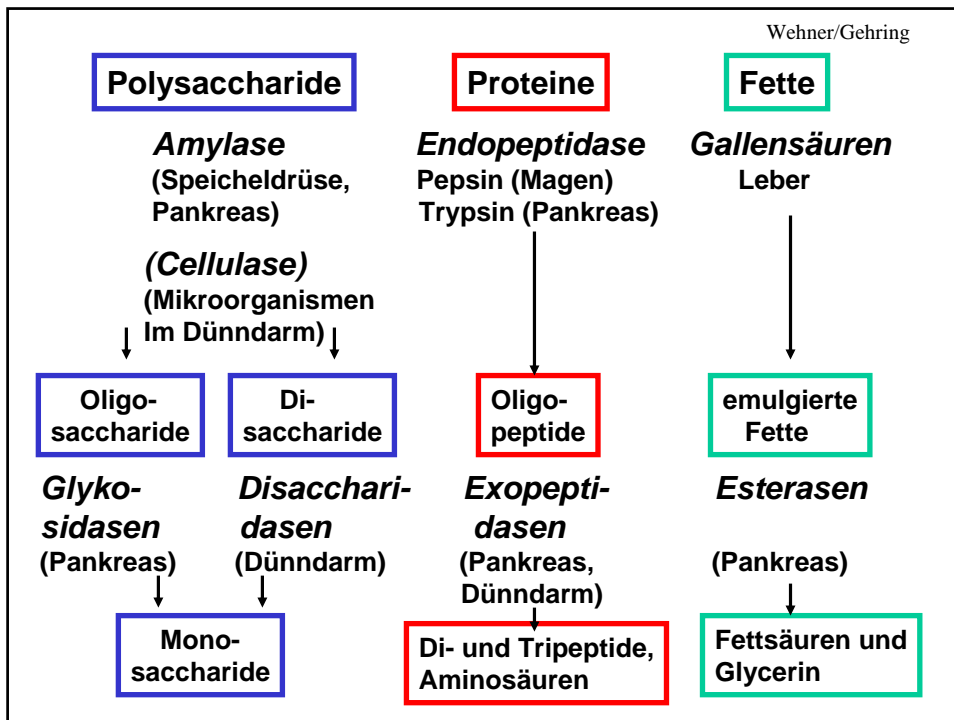 Wehner/Gehring
Polysaccharide
Proteine
Fette
Amylase
(Speicheldrüse,
Pankreas)
Endopeptidase
Pepsin (Magen)
Trypsin (Pankreas)
Gallensäuren
Leber
(Cellulase)
(Mikroorganismen
Im Dünndarm)
Oligo-
saccharide
Di-
saccharide
Oligo-
peptide
emulgierte
Fette
Glyko-
sidasen
(Pankreas)
Disacchari-
dasen
(Dünndarm)
Exopepti-
dasen
(Pankreas,
Dünndarm)
Esterasen
(Pankreas)
Mono-
saccharide
Di- und Tripeptide,
Aminosäuren
Fettsäuren und
Glycerin